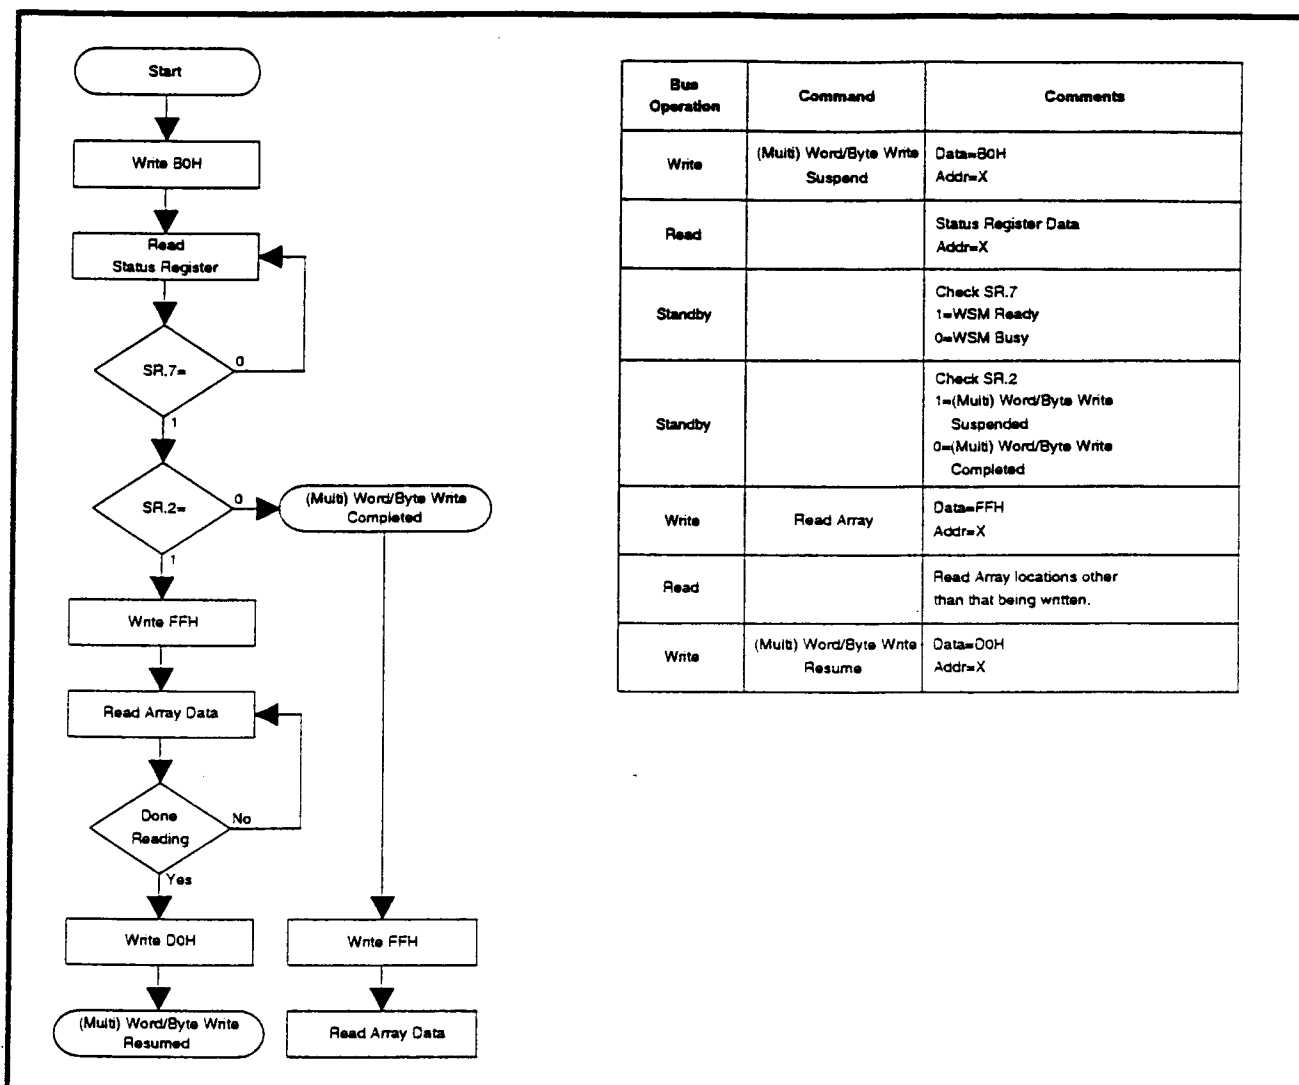 Start
Write B0H
Read
Status Register
SR.7=
0
1
SR.2=
0
(Multi) Word/Byte Write
Completed
1
Write FFH
Read Array Data
Done
Reading
No
Yes
Write D0H
Write FFH
(Multi) Word/Byte Write
Resumed
Read Array Data
Bus
Operation
Command
Comments
Write
(Multi) Word/Byte Write
Suspend
Data=B0H
Addr=X
Read
Status Register Data
Addr=X
Standby
Check SR.7
1=WSM Ready
0=WSM Busy
Standby
Check SR.2
1=(Multi) Word/Byte Write
Suspended
0=(Multi) Word/Byte Write
Completed
Write
Read Array
Data=FFH
Addr=X
Read
Read Array locations other
than that being written.
Write
(Multi) Word/Byte Write
Resume
Data=D0H
Addr=X